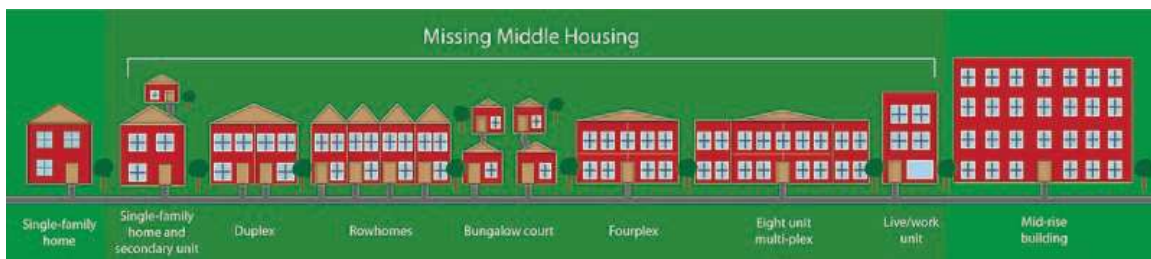 Missing Middle Housing
Single-family
home
Single-family
home and
secondary unit
Duplex
Rowhomes
Bungalow court
Fourplex
Eight unit
multi-plex
Live/work
unit
Mid-rise
building